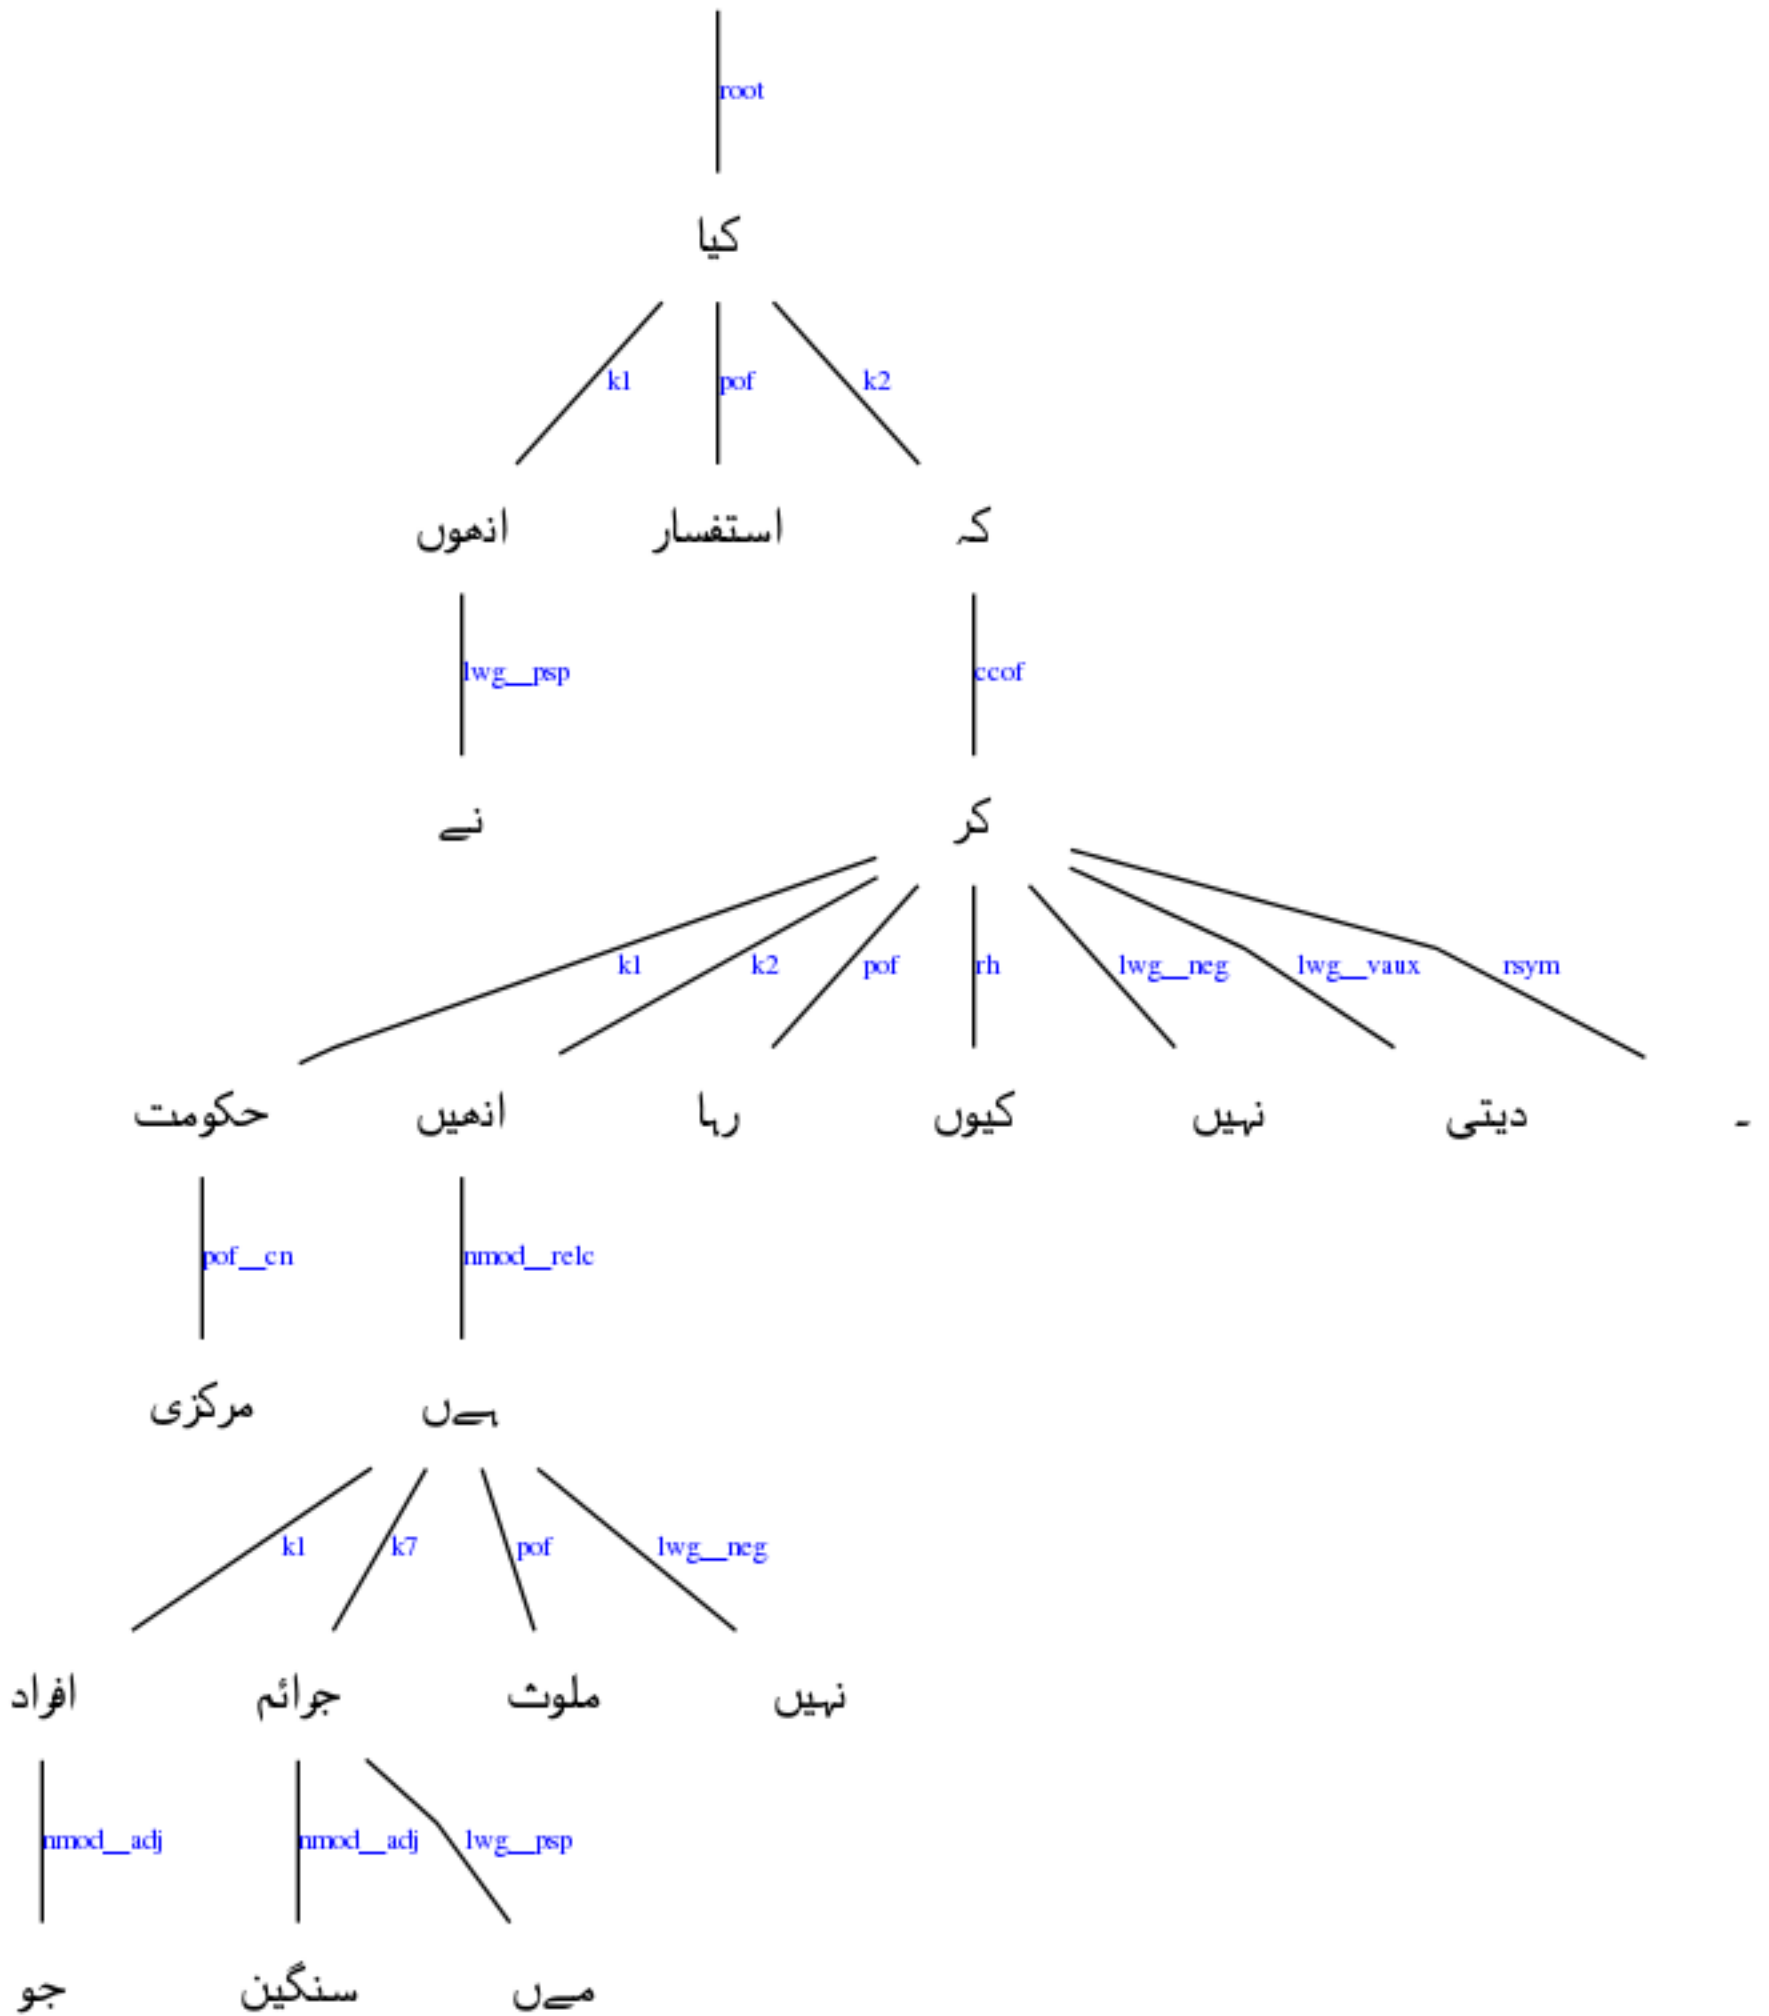 root
کیا
k1 pof k2
انھوں استفسار کہ
lwg__psp ccof
نے کر
k1 k2 pof rh lwg__neg lwg__vaux rsym
حکومت انھیں رہا کیوں نہیں دیتی ۔
pof__cn nmod__relc
مرکزی ہےں
k1 k7 pof lwg__neg
افراد جرائم ملوث نہیں
nmod__adj nmod__adj lwg__psp
جو سنگین مےں